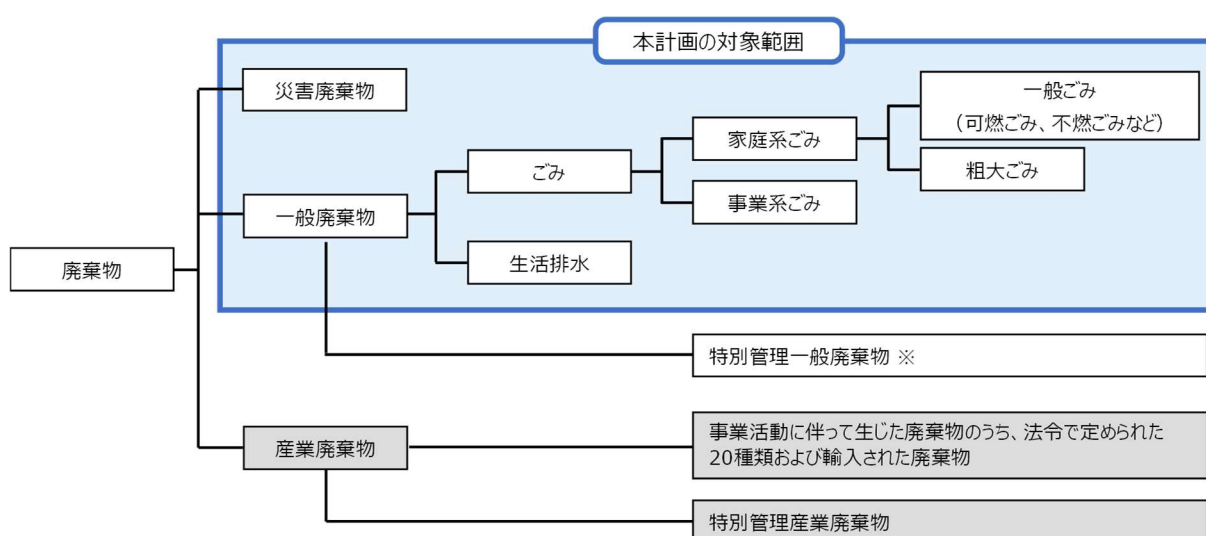 本計画の対象範囲
災害廃棄物
一般ごみ
（可燃ごみ、不燃ごみなど）
家庭系ごみ
ごみ
粗大ごみ
事業系ごみ
一般廃棄物
生活排水
廃棄物
特別管理一般廃棄物 ※
産業廃棄物
事業活動に伴って生じた廃棄物のうち、法令で定められた
20種類および輸入された廃棄物
特別管理産業廃棄物